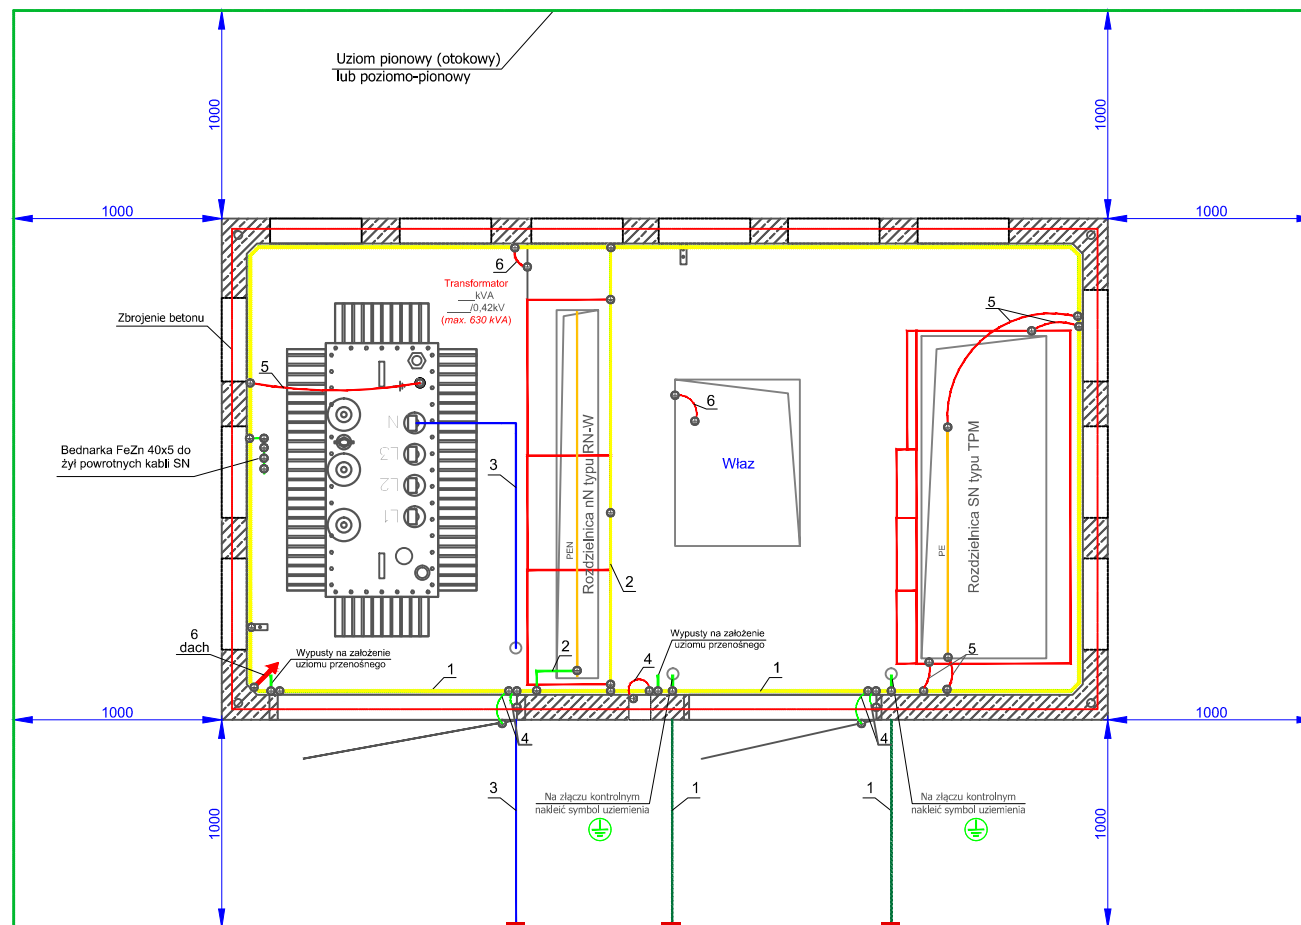 Uziom pionowy (otokowy)
lub poziomo-pionowy
1000
1000
1000
1000
6
Transformator
___kVA
____/0,42kV
(max. 630 kVA)
5
Zbrojenie betonu
5
6
N
L3
L2
L1
Bednarka FeZn 40x5 do
żył powrotnych kabli SN
3
Właz
PEN
Rozdzielnica nN typu RN-W
PE
Rozdzielnica SN typu TPM
2
6
dach
Wypusty na założenie
uziomu przenośnego
2
4
Wypusty na założenie
uziomu przenośnego
5
1
1
1000
1000
4
4
3
1
1
Na złączu kontrolnym
nakleić symbol uziemienia
Na złączu kontrolnym
nakleić symbol uziemienia
1000
1000